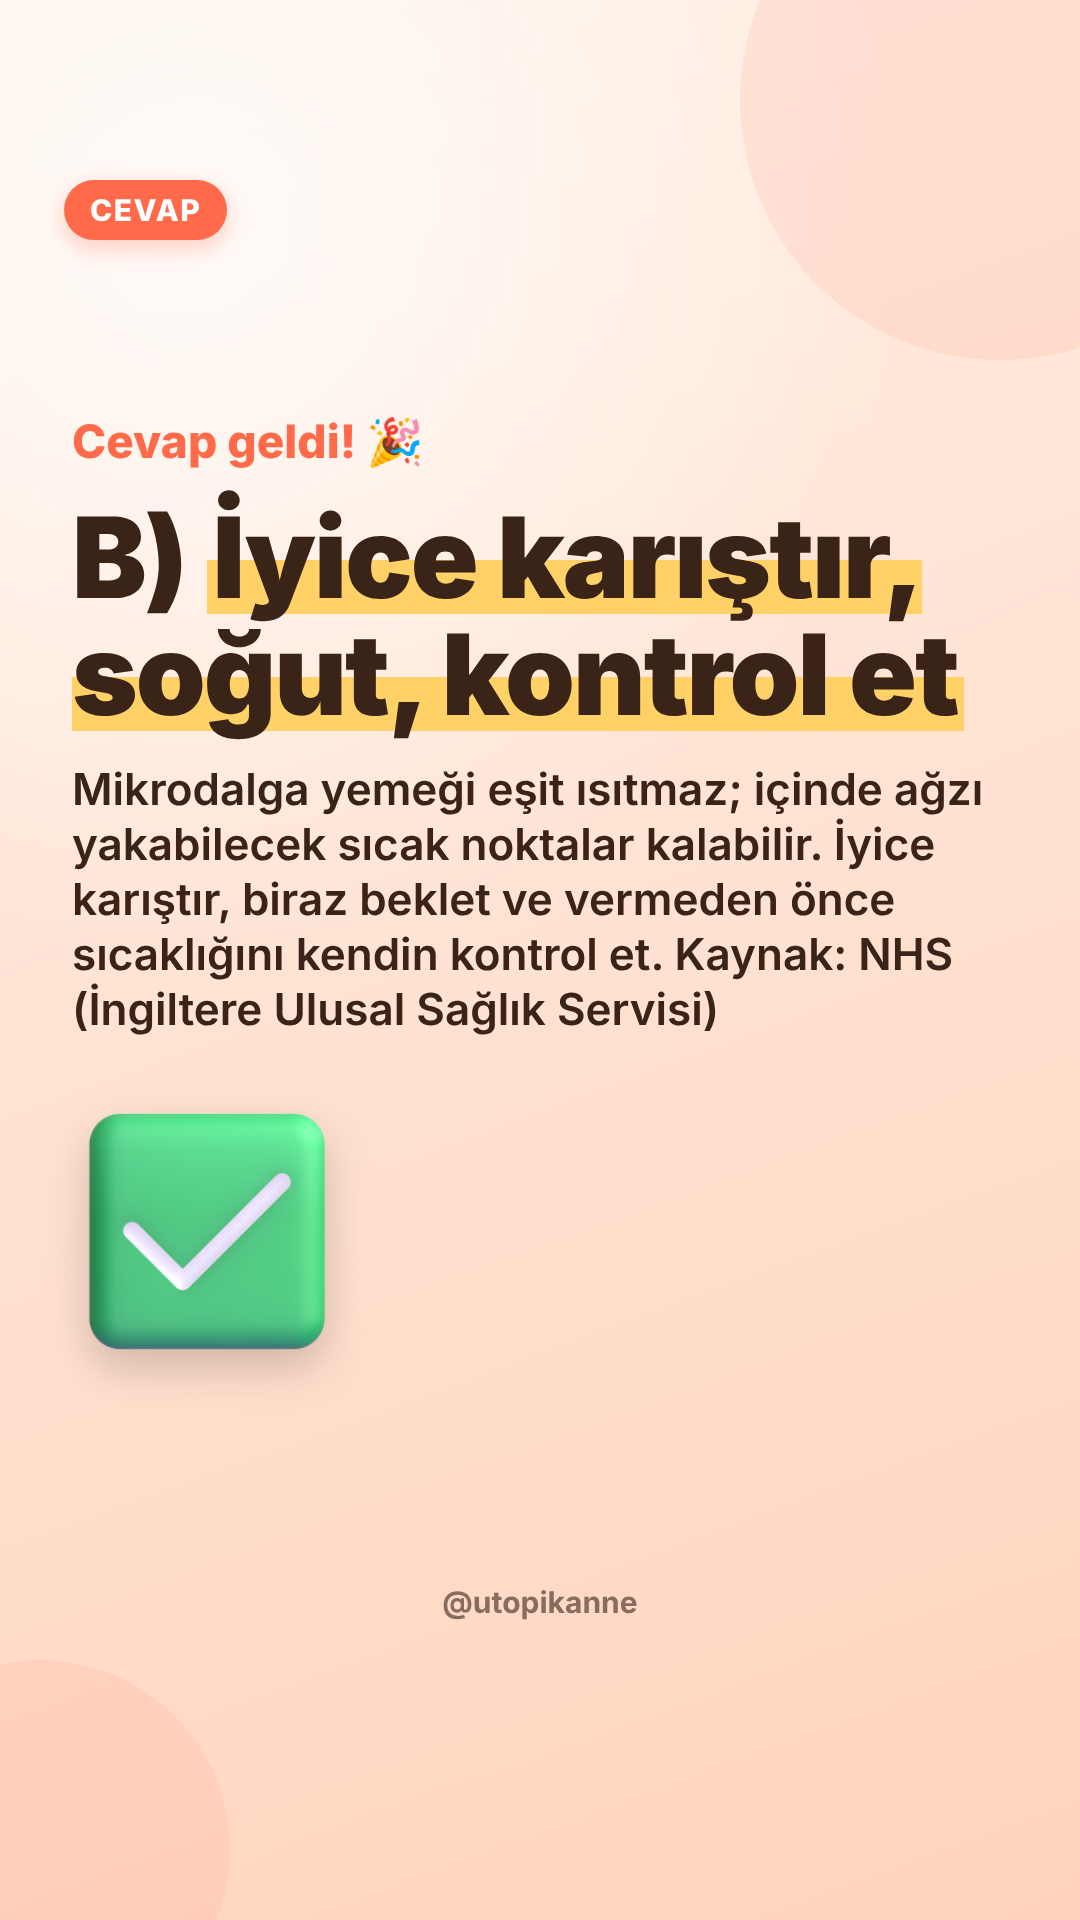 CEVAP
Cevap geldi! 🎉
B) İyice karıştır,
soğut, kontrol et
Mikrodalga yemeği eşit ısıtmaz; içinde ağzı
yakabilecek sıcak noktalar kalabilir. İyice
karıştır, biraz beklet ve vermeden önce
sıcaklığını kendin kontrol et. Kaynak: NHS
(İngiltere Ulusal Sağlık Servisi)
@utopikanne